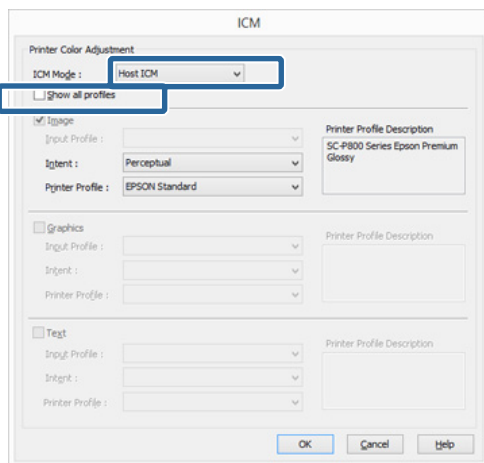 ICM
Printer Color Adjustment
ICM Mode : Host ICM
Show all profiles
Image
Input Profile :
Intent : Perceptual
Printer Profile : EPSON Standard
Printer Profile Description
SC-P800 Series Epson Premium
Glossy
Graphics
Input Profile :
Intent :
Printer Profile :
Printer Profile Description
Text
Input Profile :
Intent :
Printer Profile :
Printer Profile Description
OK Cancel Help